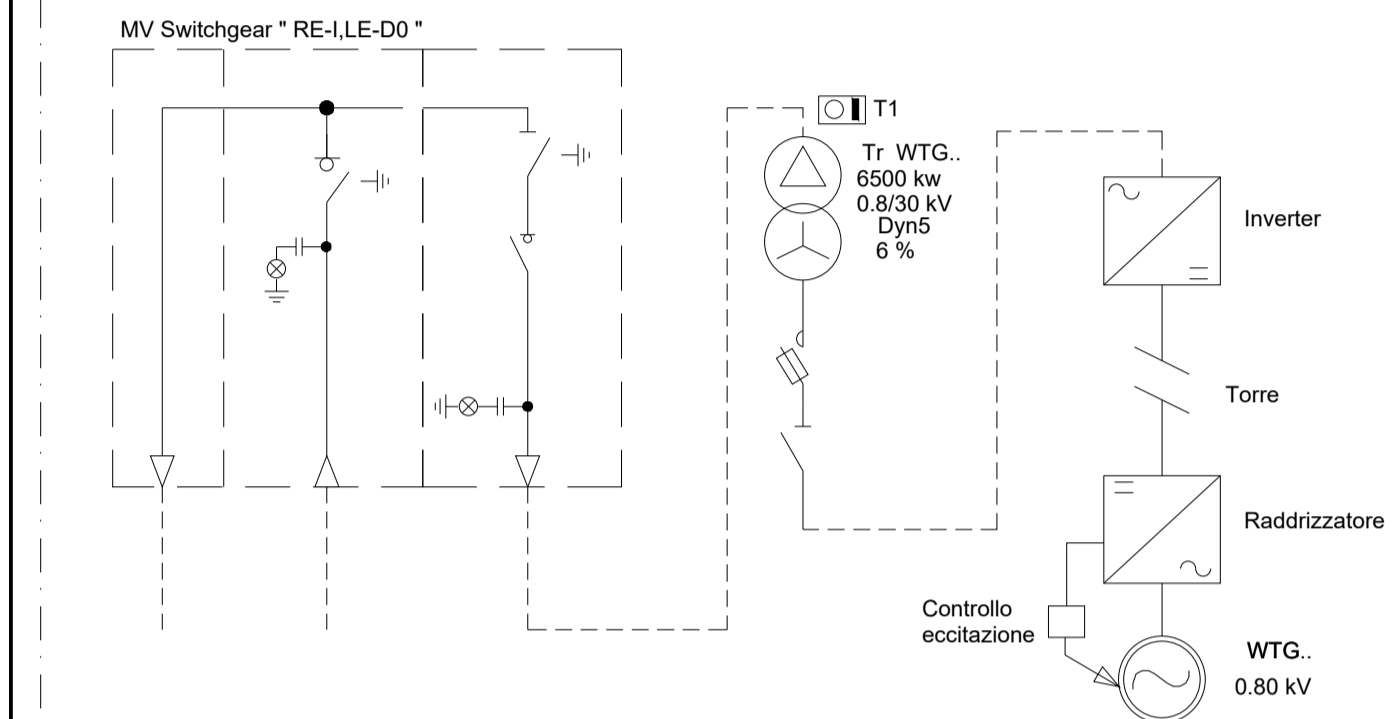 MV Switchgear " RE-I,LE-D0 "
T1
Tr WTG..
6500 kw
0.8/30 kV
Dyn5
6 %
Inverter
Torre
Raddrizzatore
Controllo
eccitazione
WTG..
0.80 kV